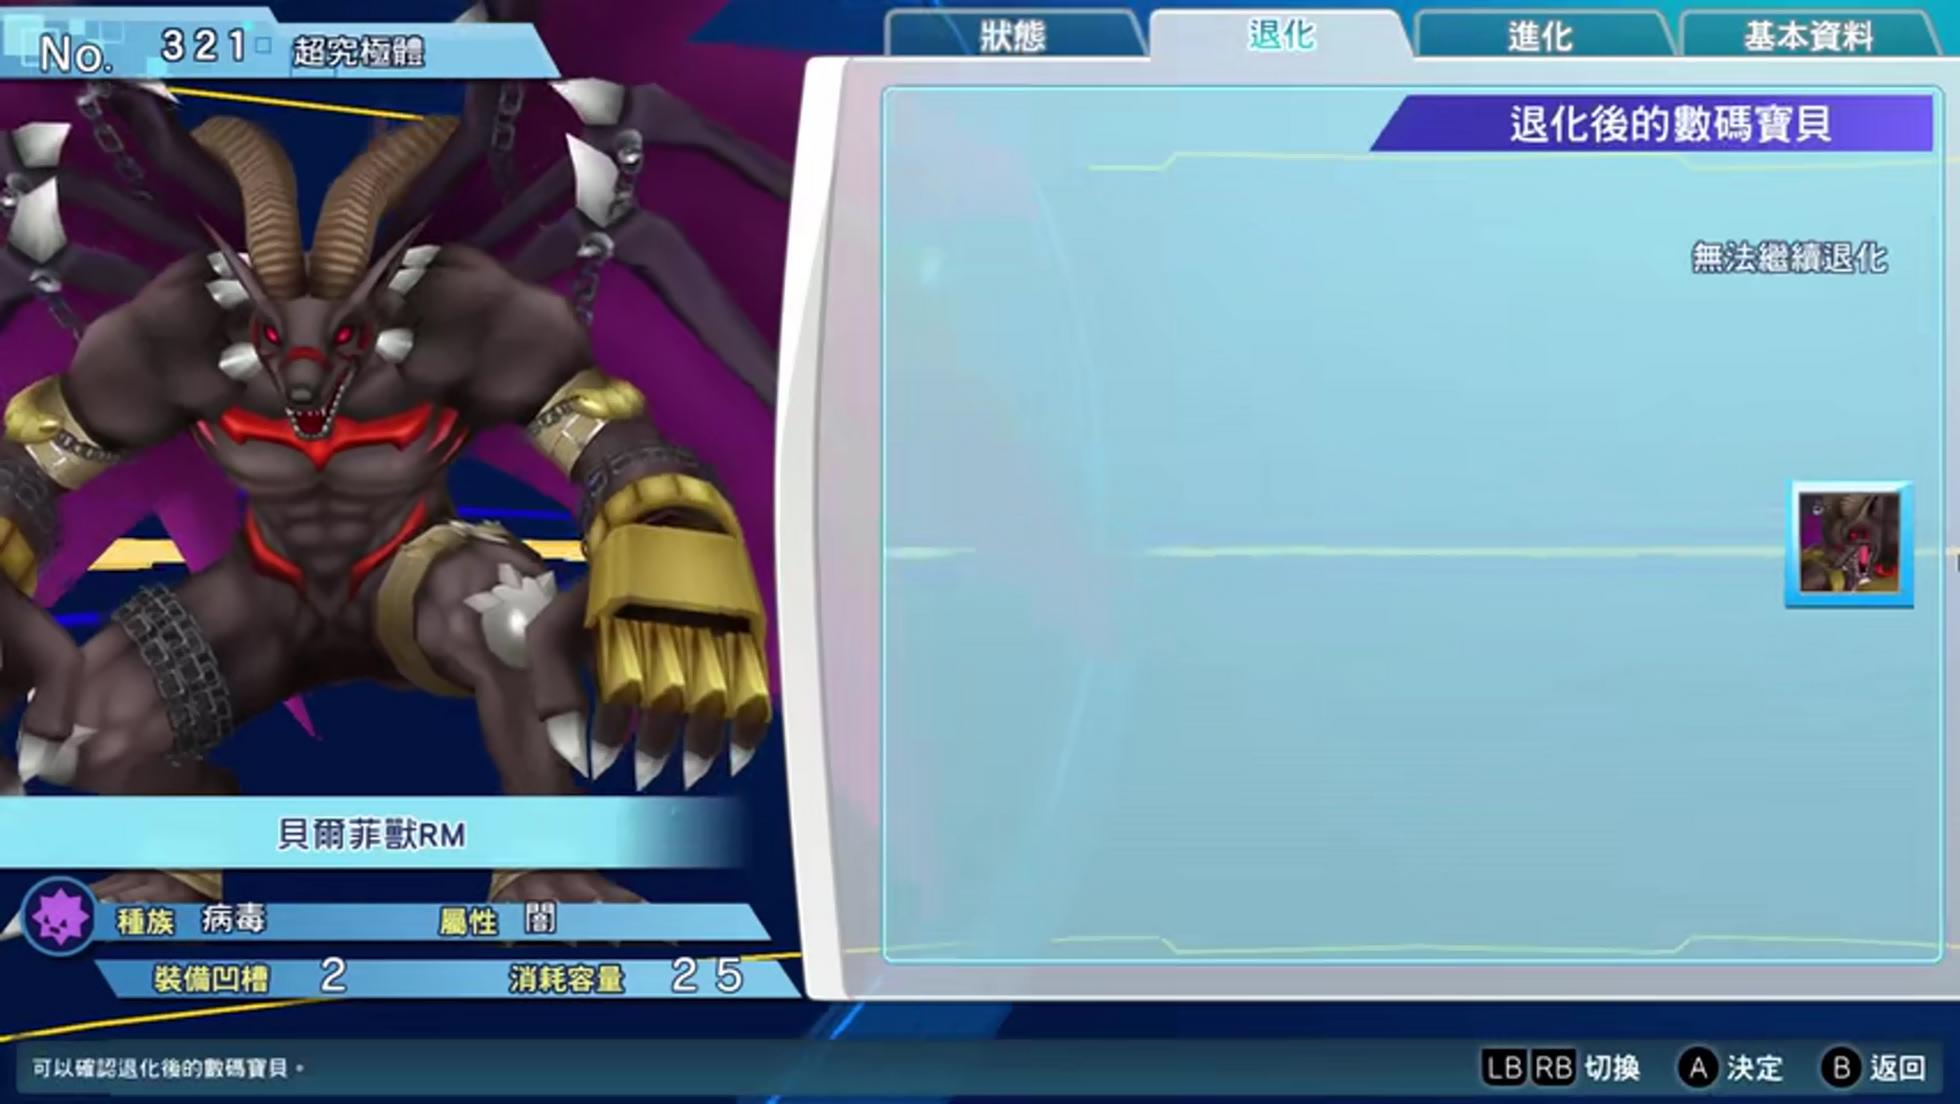 No. 321 超究極體
狀態 退化 進化 基本資料
退化後的數碼寶貝
無法繼續退化
貝爾菲獸RM
種族 病毒 屬性 闇
裝備凹槽 2 消耗容量 25
可以確認退化後的數碼寶貝。
LB RB 切換 A 決定 B 返回